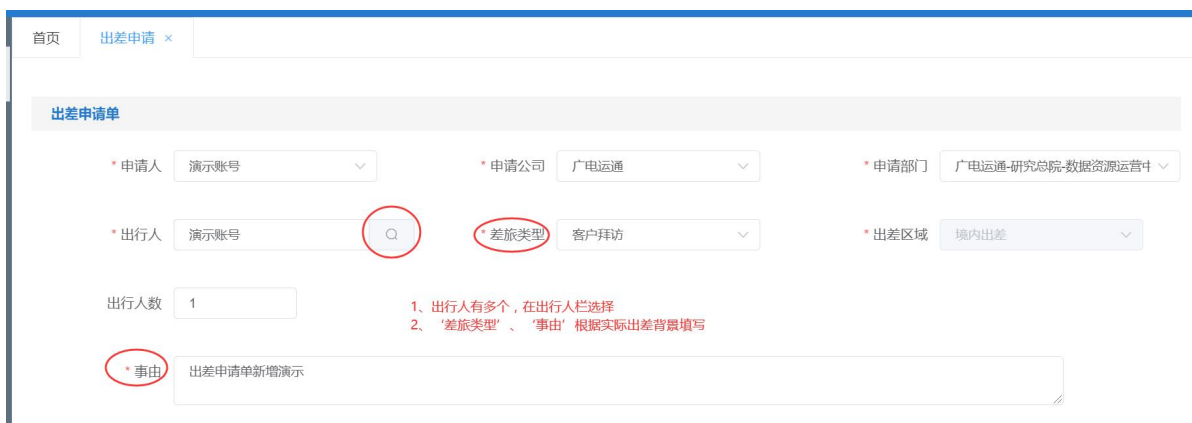 首页 出差申请 ×
出差申请单
* 申请人 演示账号 * 申请公司 广电运通 * 申请部门 广电运通-研究总院-数据资源运营中
* 出行人 演示账号 * 差旅类型 客户拜访 * 出差区域 境内出差
出行人数 1
1、出行人有多个，在出行人栏选择
2、‘差旅类型’、‘事由’根据实际出差背景填写
* 事由 出差申请单新增演示